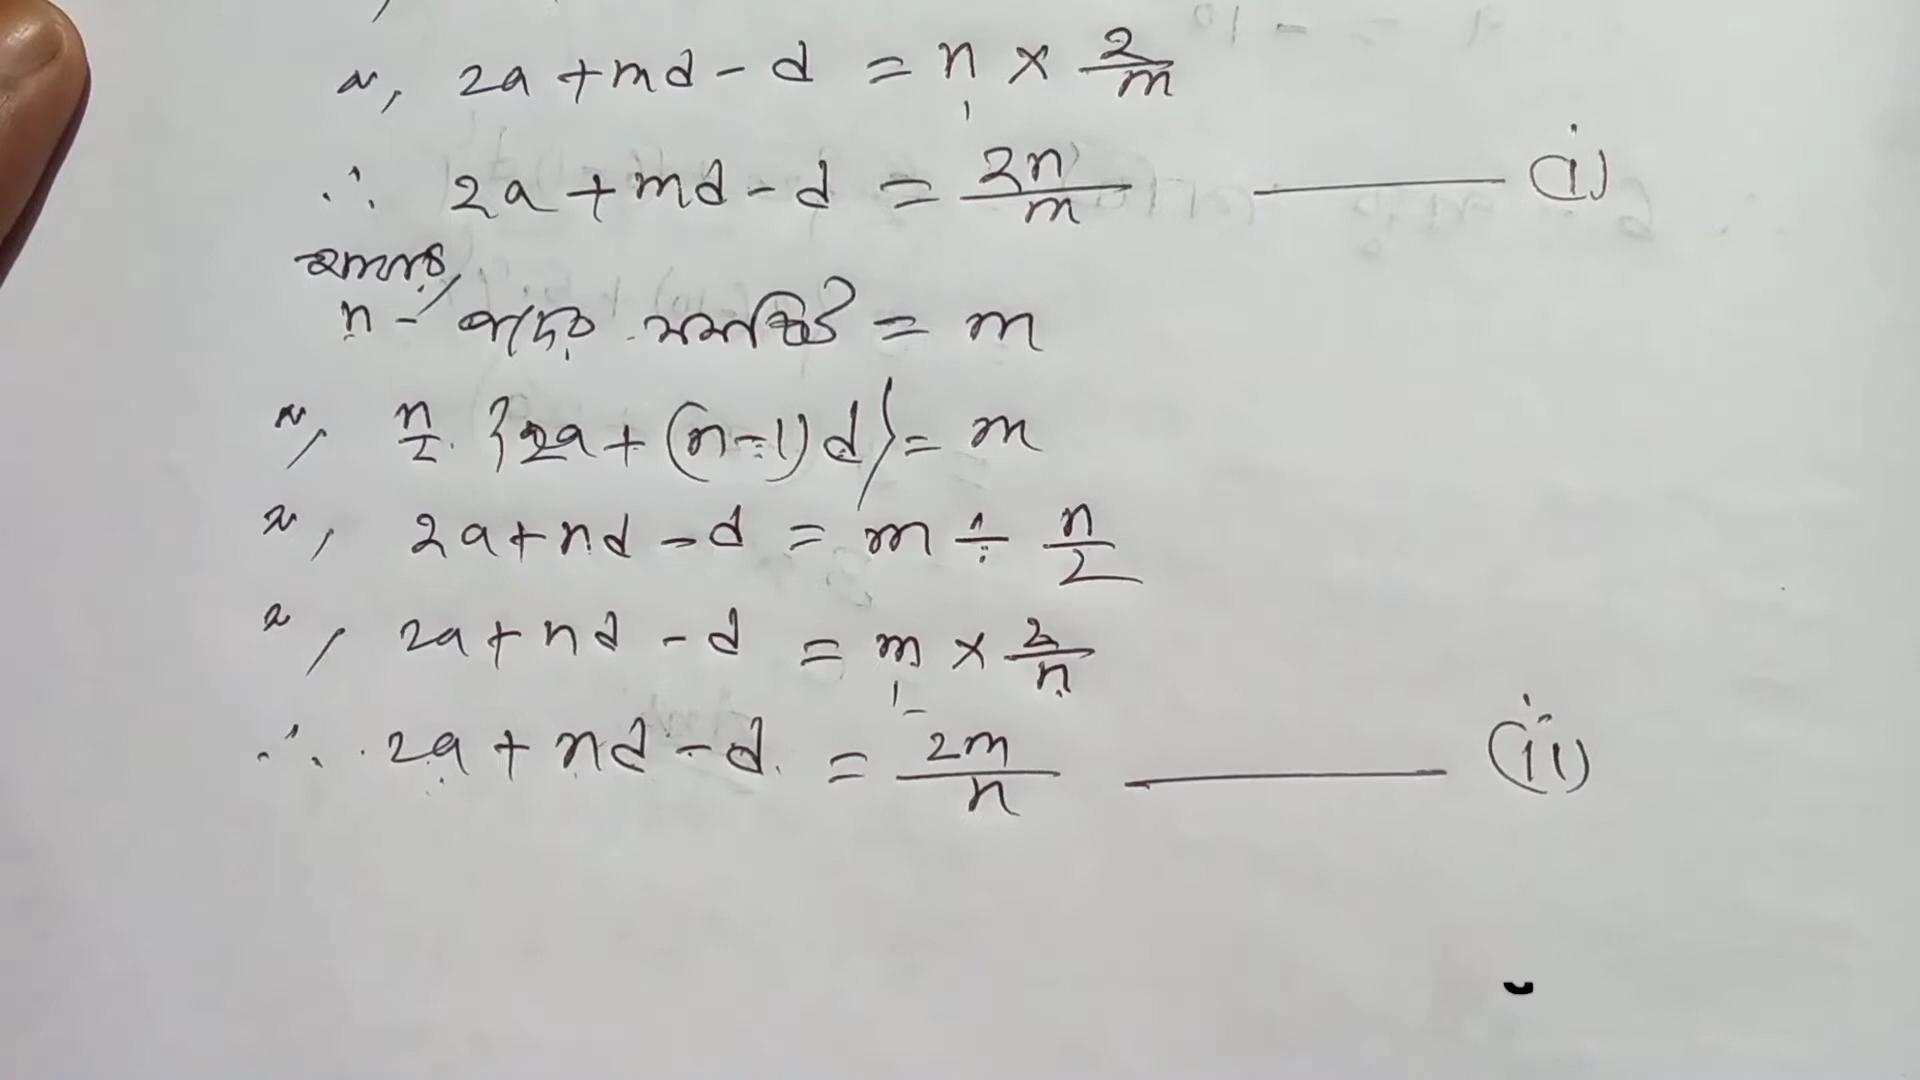 বা, 2a + md - d = n × 2/m
∴ 2a + md - d = 2n/m ——— (i)
আবার,
n - পদের সমষ্টি = m
বা, n/2 {2a + (n-1)d} = m
বা, 2a + nd - d = m ÷ n/2
বা, 2a + nd - d = m × 2/n
∴ 2a + nd - d = 2m/n ——— (ii)